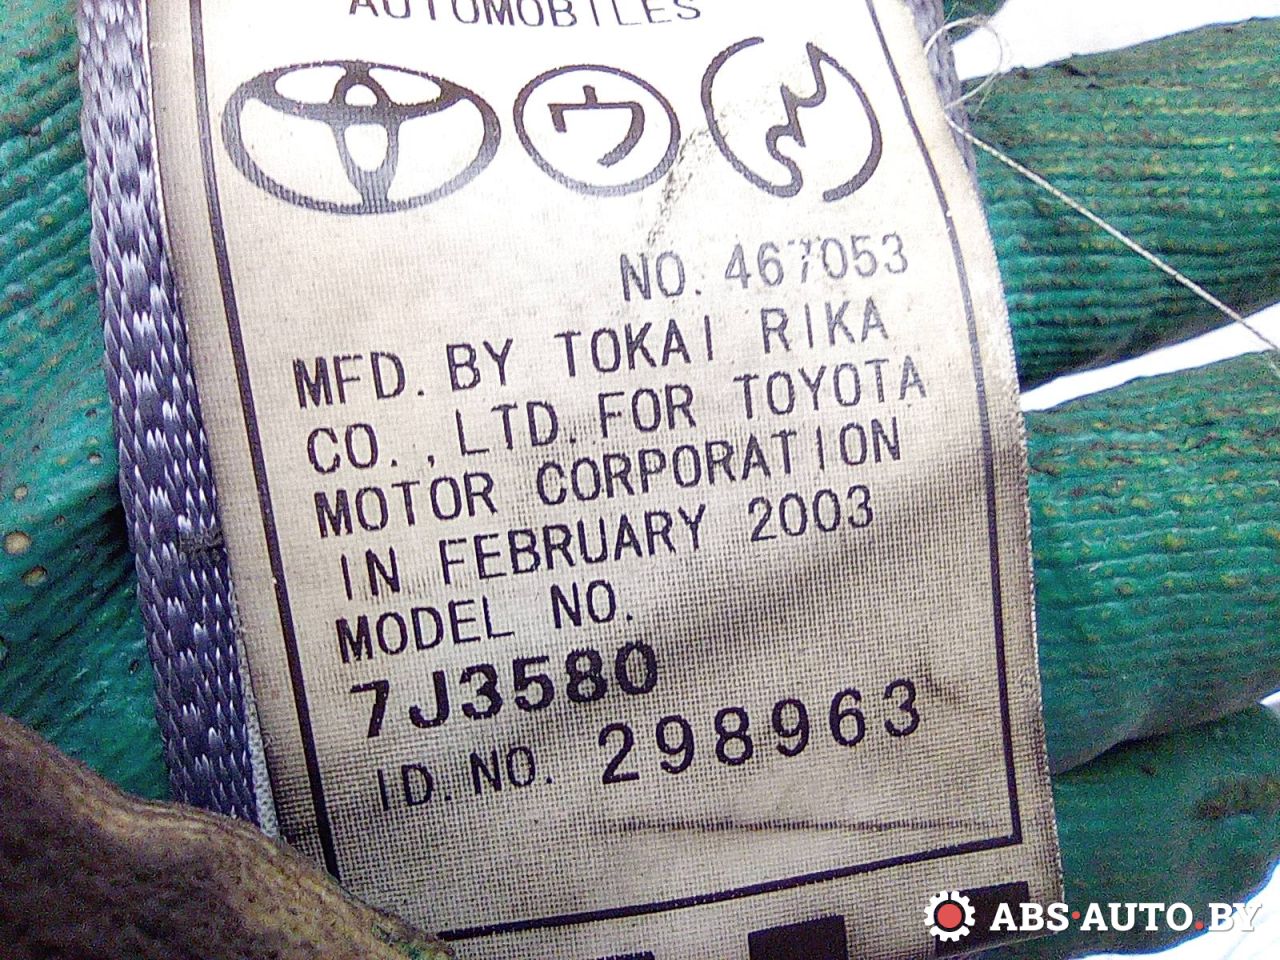 AUTOMOBILES
ウ
NO. 467053
MFD. BY TOKAI RIKA
CO., LTD. FOR TOYOTA
MOTOR CORPORATION
IN FEBRUARY 2003
MODEL NO.
7J3580
ID. NO. 298963
ABS·AUTO.BY